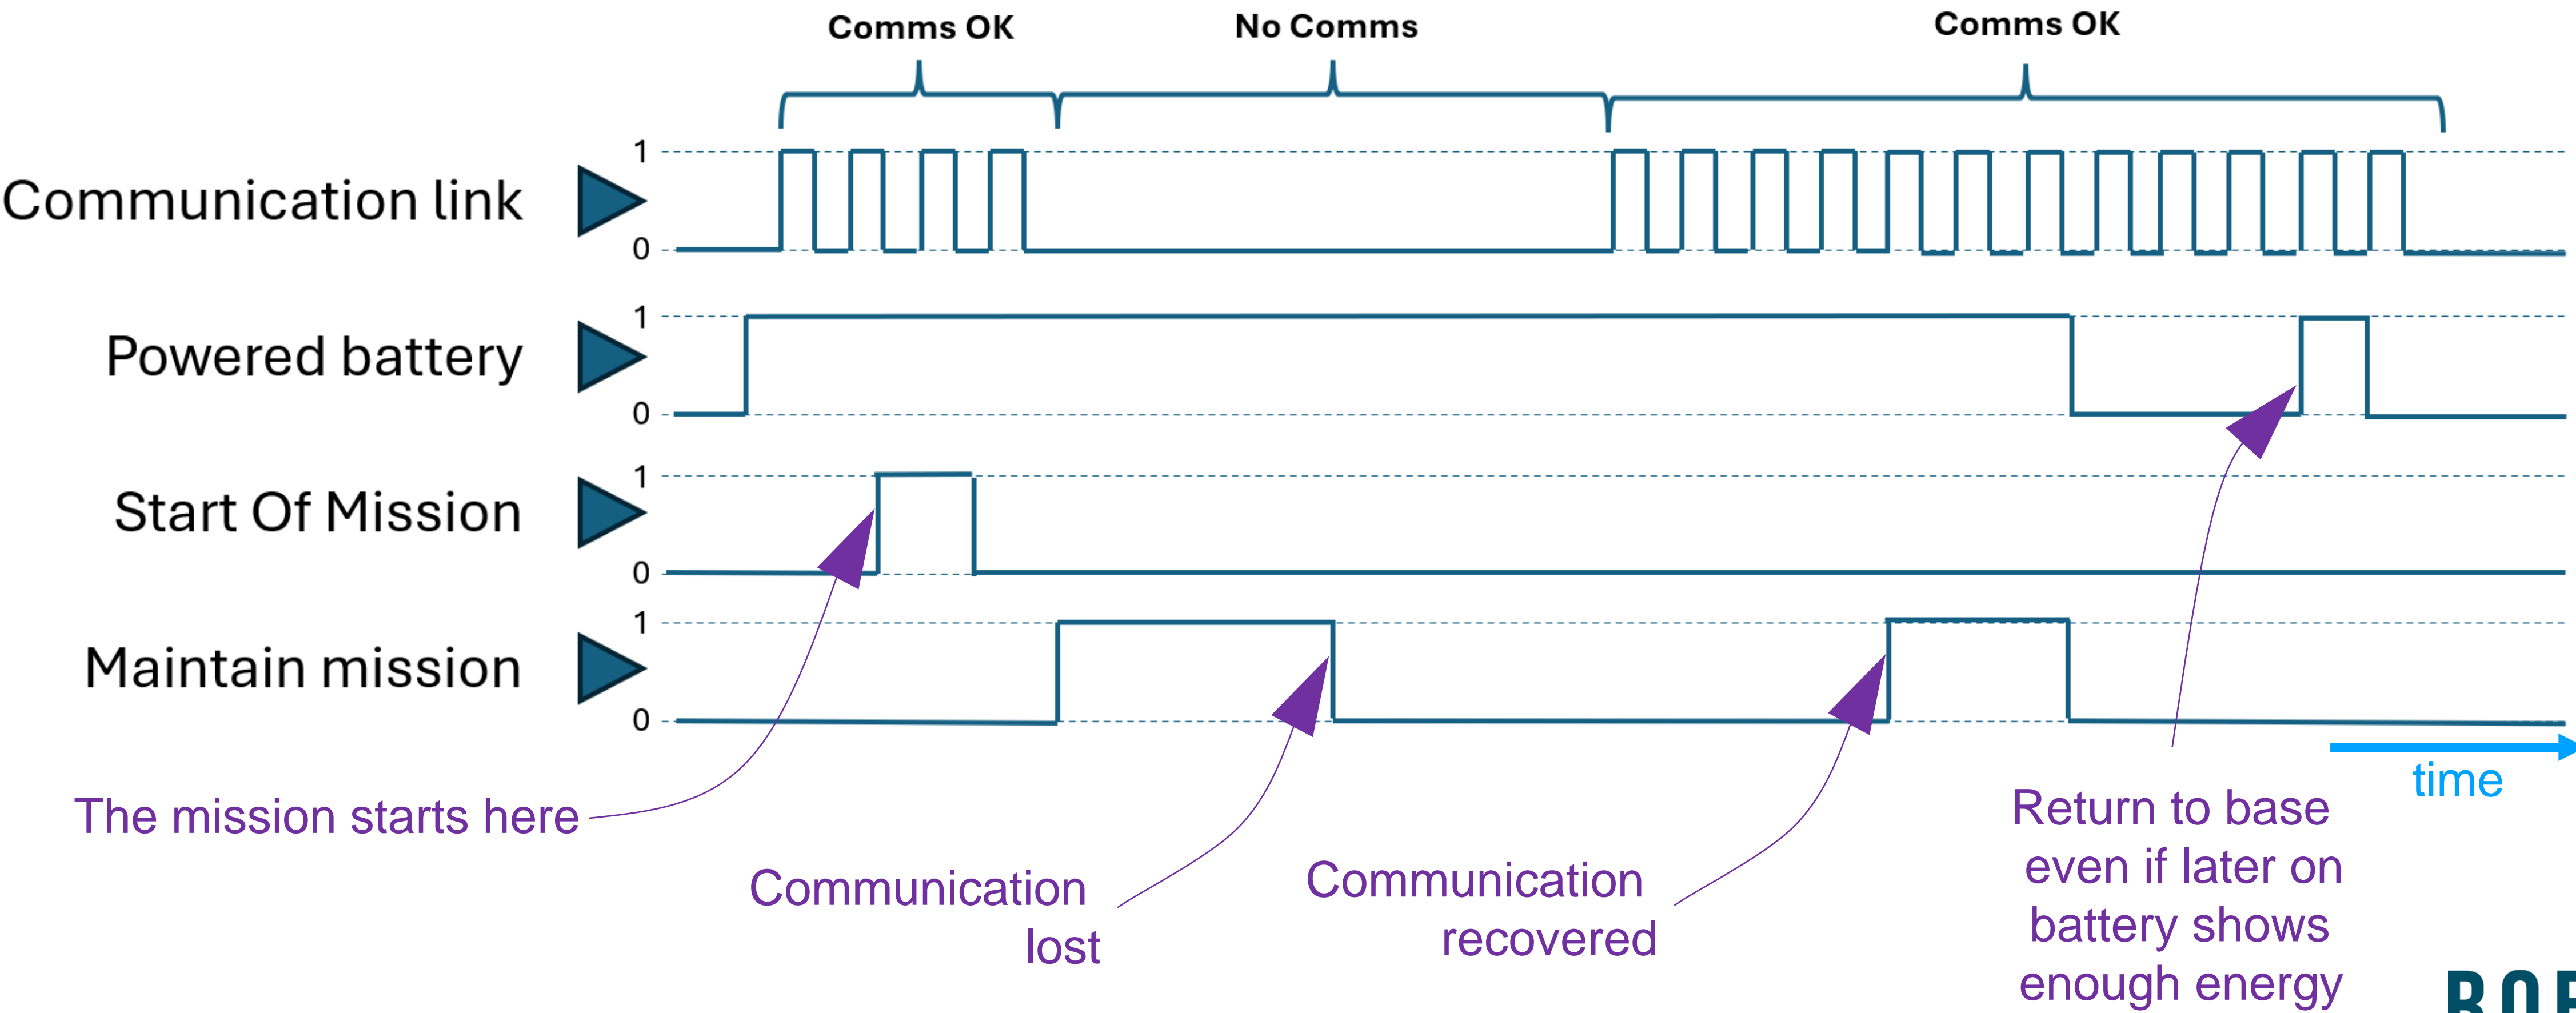 Comms OK
No Comms
Comms OK
Communication link
1
0
Powered battery
1
0
Start Of Mission
1
0
Maintain mission
1
0
time
The mission starts here
Communication
lost
Communication
recovered
Return to base
even if later on
battery shows
enough energy